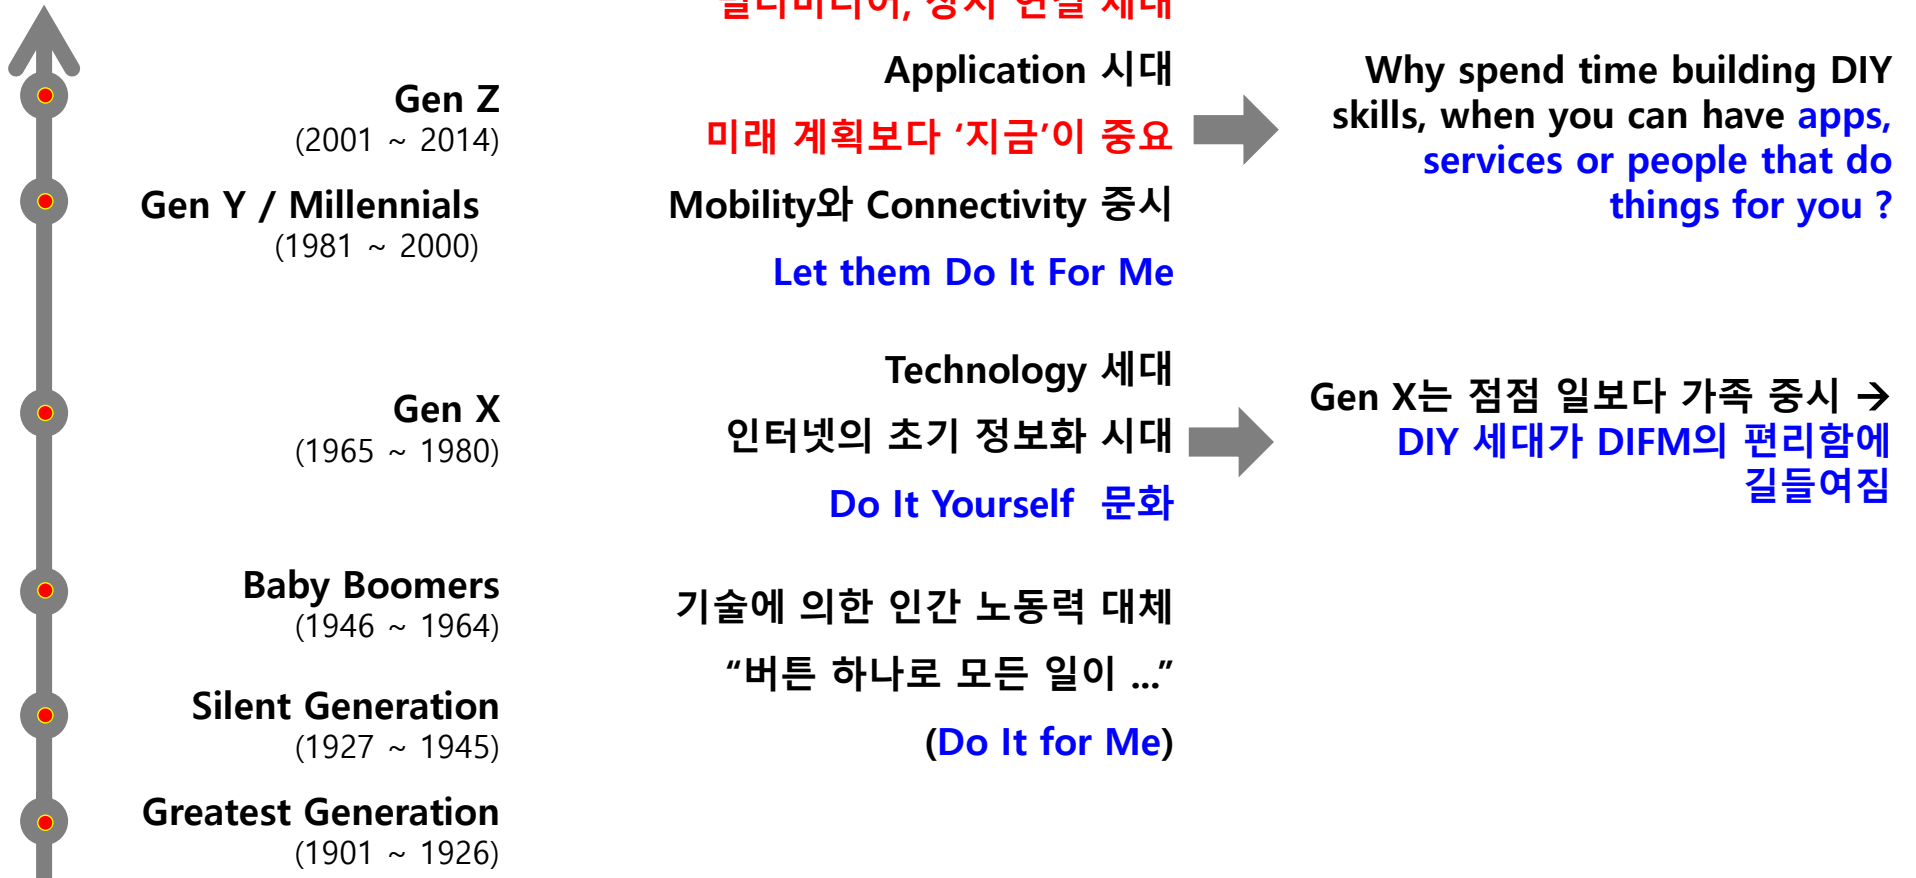 Gen Z
(2001 ~ 2014)
Gen Y / Millennials
(1981 ~ 2000)
Gen X
(1965 ~ 1980)
Baby Boomers
(1946 ~ 1964)
Silent Generation
(1927 ~ 1945)
Greatest Generation
(1901 ~ 1926)
Application 시대
미래 계획보다 ‘지금’이 중요
Mobility와 Connectivity 중시
Let them Do It For Me
Technology 세대
인터넷의 초기 정보화 시대
Do It Yourself 문화
기술에 의한 인간 노동력 대체
“버튼 하나로 모든 일이 ...”
(Do It for Me)
Why spend time building DIY
skills, when you can have apps,
services or people that do
things for you ?
Gen X는 점점 일보다 가족 중시 →
DIY 세대가 DIFM의 편리함에
길들여짐